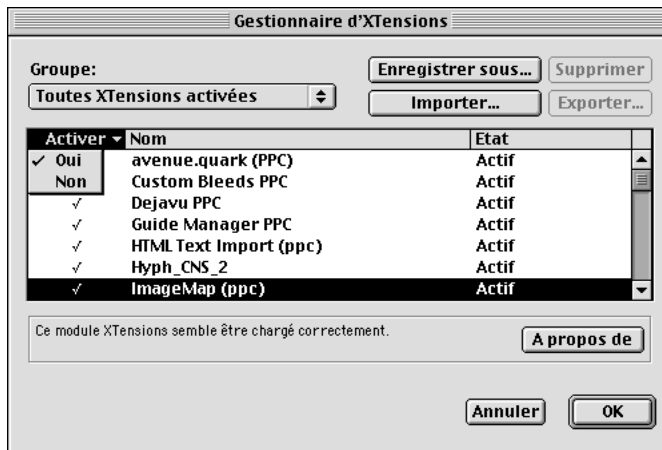 Gestionnaire d'XTensions
Groupe:
Enregistrer sous... Supprimer
Toutes XTensions activées
Importer... Exporter...
Activer Nom Etat
Oui avenue.quark (PPC) Actif
Non Custom Bleeds PPC Actif
Dejavu PPC Actif
Guide Manager PPC Actif
HTML Text Import (ppc) Actif
Hyph_CNS_2 Actif
ImageMap (ppc) Actif
Ce module XTensions semble être chargé correctement.
A propos de
Annuler OK